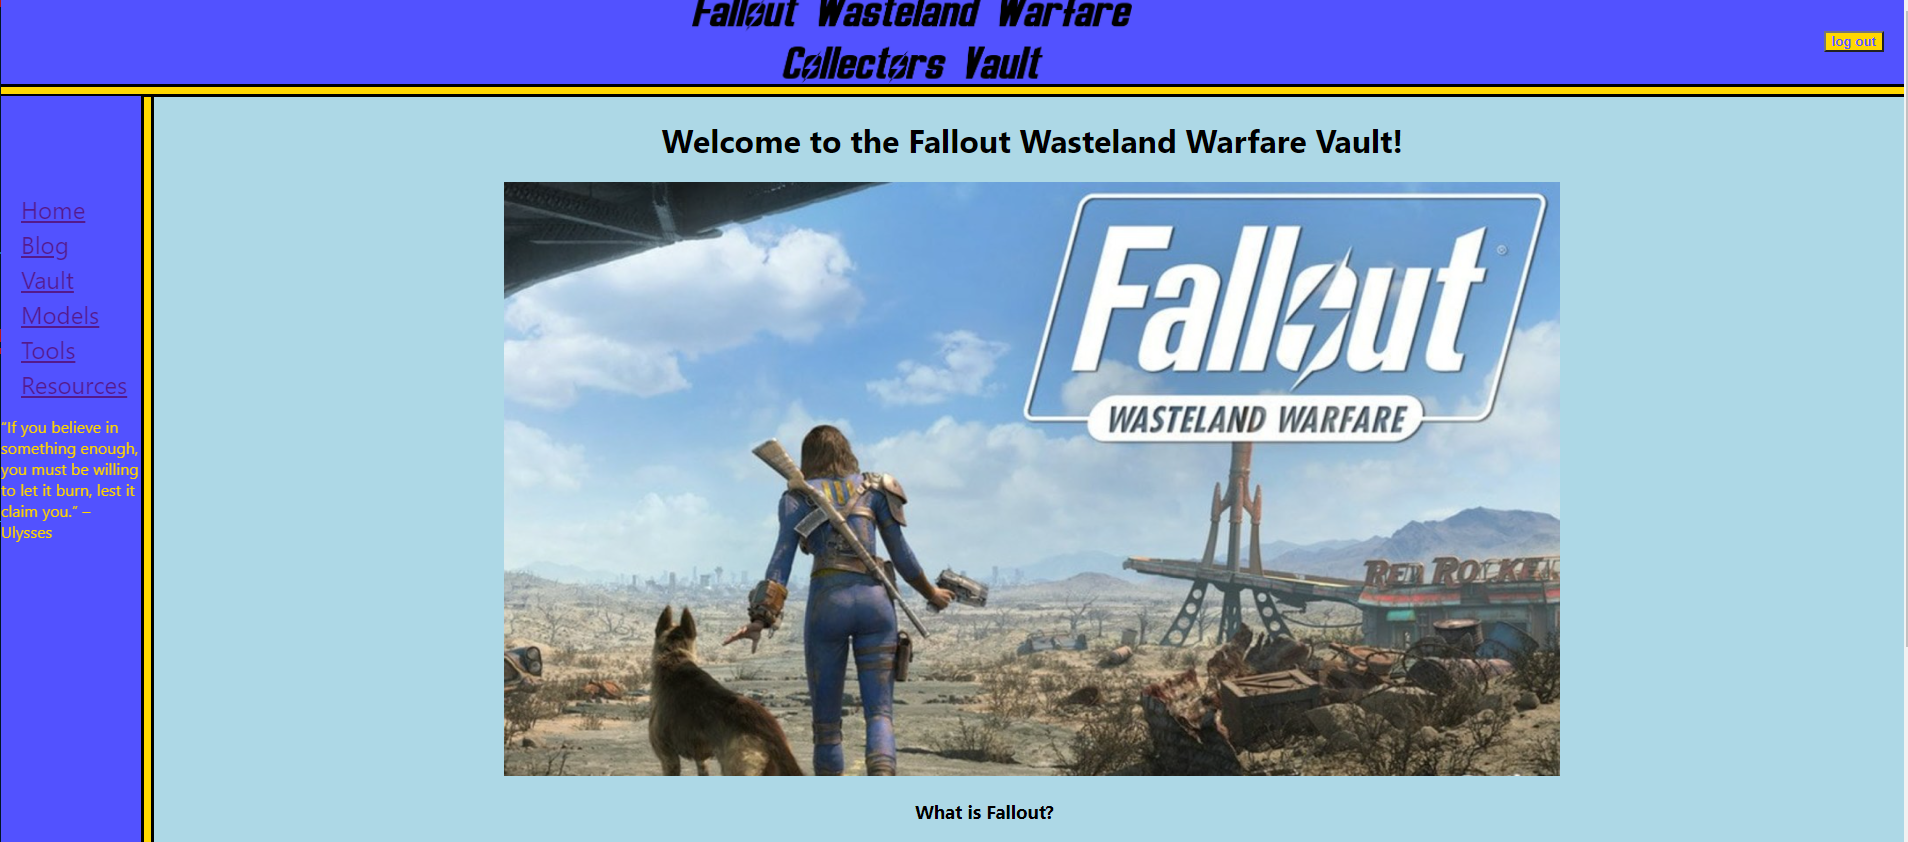 Fallout Wasteland Warfare
Collectors Vault
log out
Home
Blog
Vault
Models
Tools
Resources
“If you believe in
something enough,
you must be willing
to let it burn, lest it
claim you.” –
Ulysses
Welcome to the Fallout Wasteland Warfare Vault!
Fallout®
WASTELAND WARFARE
RED ROCKE
What is Fallout?